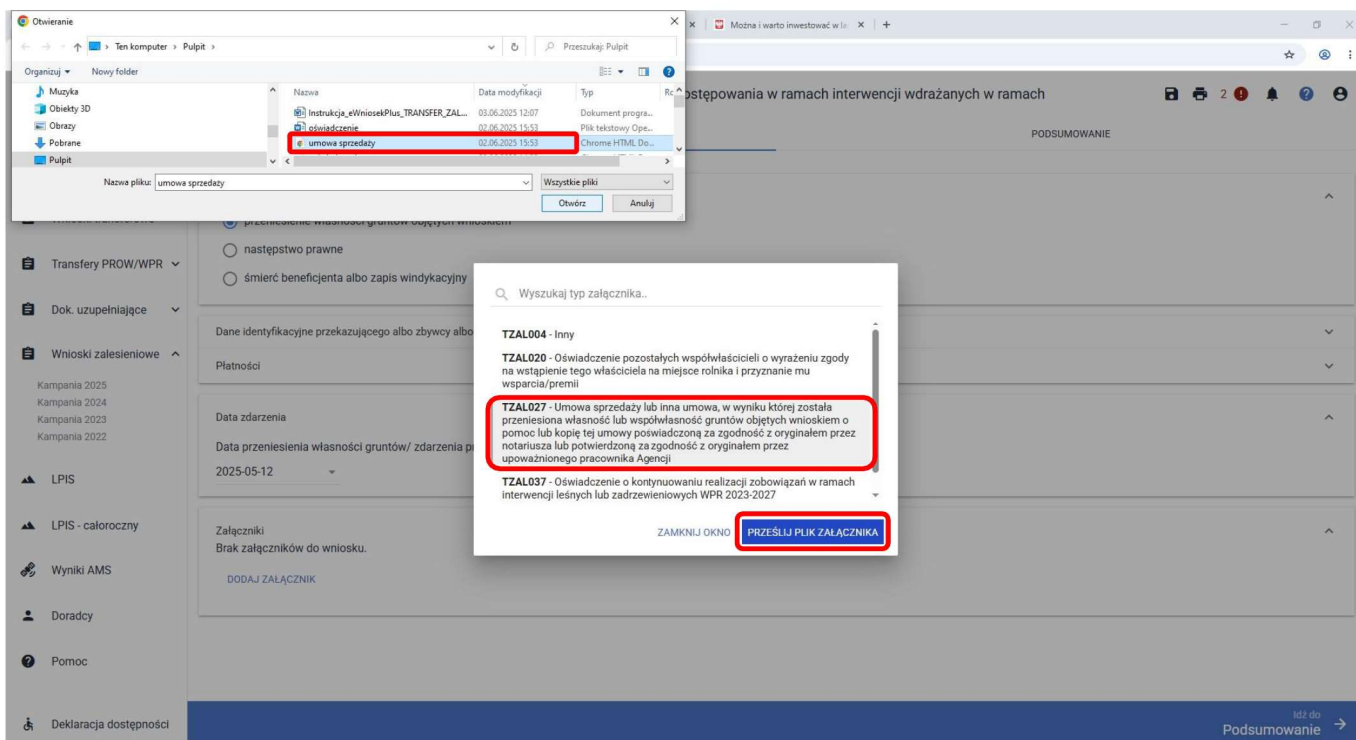 Otwieranie
Można i warto inwestować w la
Ten komputer › Pulpit ›
Przeszukaj: Pulpit
Organizuj
Nowy folder
Muzyka
Obiekty 3D
Obrazy
Pobrane
Pulpit
Nazwa
Data modyfikacji
Typ
Instrukcja_eWniosekPlus_TRANSFER_ZAL...
03.06.2025 12:07
Dokument progra...
oświadczenie
02.06.2025 15:53
Plik tekstowy Ope...
umowa sprzedaży
02.06.2025 15:53
Chrome HTML Do...
Nazwa pliku:
umowa sprzedaży
Wszystkie pliki
Otwórz
Anuluj
ostępowania w ramach interwencji wdrażanych w ramach
2
PODSUMOWANIE
przeniesienie własności gruntów objętych wnioskiem
następstwo prawne
śmierć beneficjenta albo zapis windykacyjny
Transfery PROW/WPR
Dok. uzupełniające
Wnioski zalesieniowe
Kampania 2025
Kampania 2024
Kampania 2023
Kampania 2022
LPIS
LPIS - całoroczny
Wyniki AMS
Doradcy
Pomoc
Deklaracja dostępności
Dane identyfikacyjne przekazującego albo zbywcy albo
Płatności
Data zdarzenia
Data przeniesienia własności gruntów/ zdarzenia p
2025-05-12
Załączniki
Brak załączników do wniosku.
DODAJ ZAŁĄCZNIK
Wyszukaj typ załącznika..
TZAL004 - Inny
TZAL020 - Oświadczenie pozostałych współwłaścicieli o wyrażeniu zgody
na wstąpienie tego właściciela na miejsce rolnika i przyznanie mu
wsparcia/premii
TZAL027 - Umowa sprzedaży lub inna umowa, w wyniku której została
przeniesiona własność lub współwłasność gruntów objętych wnioskiem o
pomoc lub kopię tej umowy poświadczoną za zgodność z oryginałem przez
notariusza lub potwierdzoną za zgodność z oryginałem przez
upoważnionego pracownika Agencji
TZAL037 - Oświadczenie o kontynuowaniu realizacji zobowiązań w ramach
interwencji leśnych lub zadrzewieniowych WPR 2023-2027
ZAMKNIJ OKNO
PRZEŚLIJ PLIK ZAŁĄCZNIKA
Idź do
Podsumowanie